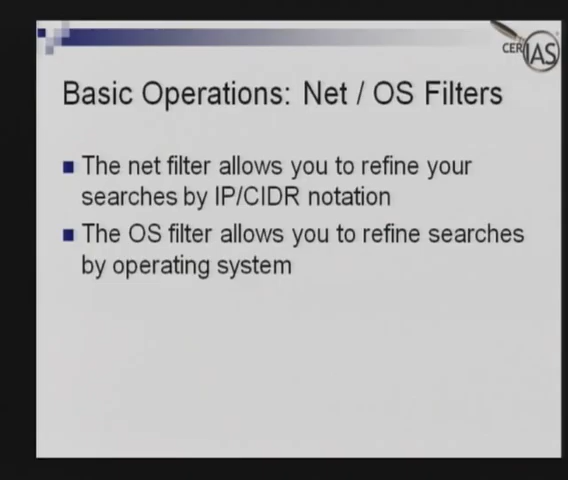 CERIAS
Basic Operations: Net / OS Filters
The net filter allows you to refine your
searches by IP/CIDR notation
The OS filter allows you to refine searches
by operating system